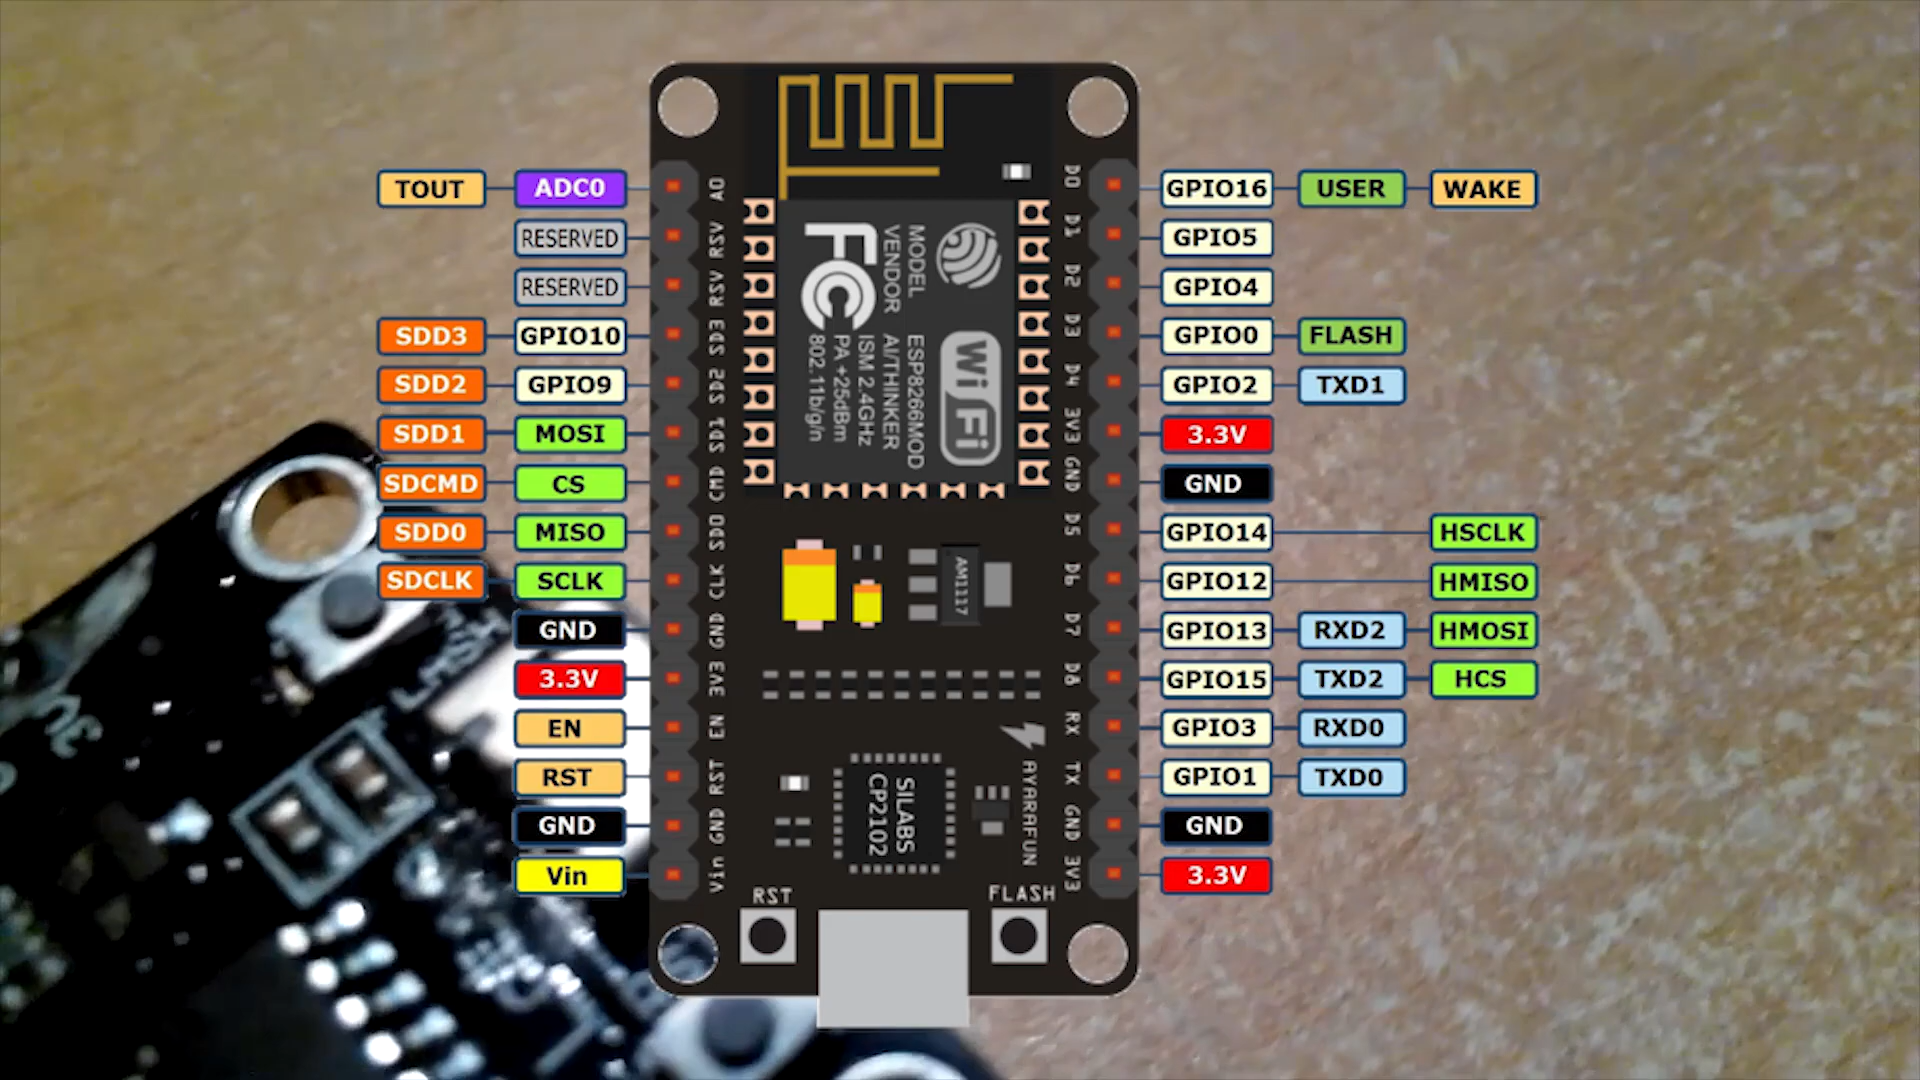 TOUT ADC0 A0 D0 GPIO16 USER WAKE
RESERVED RSV D1 GPIO5
RESERVED RSV D2 GPIO4
SDD3 GPIO10 SD3 D3 GPIO0 FLASH
SDD2 GPIO9 SD2 D4 GPIO2 TXD1
SDD1 MOSI SD1 3V3 3.3V
SDCMD CS CMD GND GND
SDD0 MISO SD0 D5 GPIO14 HSCLK
SDCLK SCLK CLK D6 GPIO12 HMISO
GND GND D7 GPIO13 RXD2 HMOSI
3.3V 3V3 D8 GPIO15 TXD2 HCS
EN EN RX GPIO3 RXD0
RST RST TX GPIO1 TXD0
GND GND GND GND
Vin Vin 3V3 3.3V
MODEL ESP8266MOD
VENDOR AI/THINKER
ISM 2.4GHz
PA +25dBm
802.11b/g/n
FC
WiFi
AM1117
SILABS
CP2102
AYARAFUN
RST
FLASH